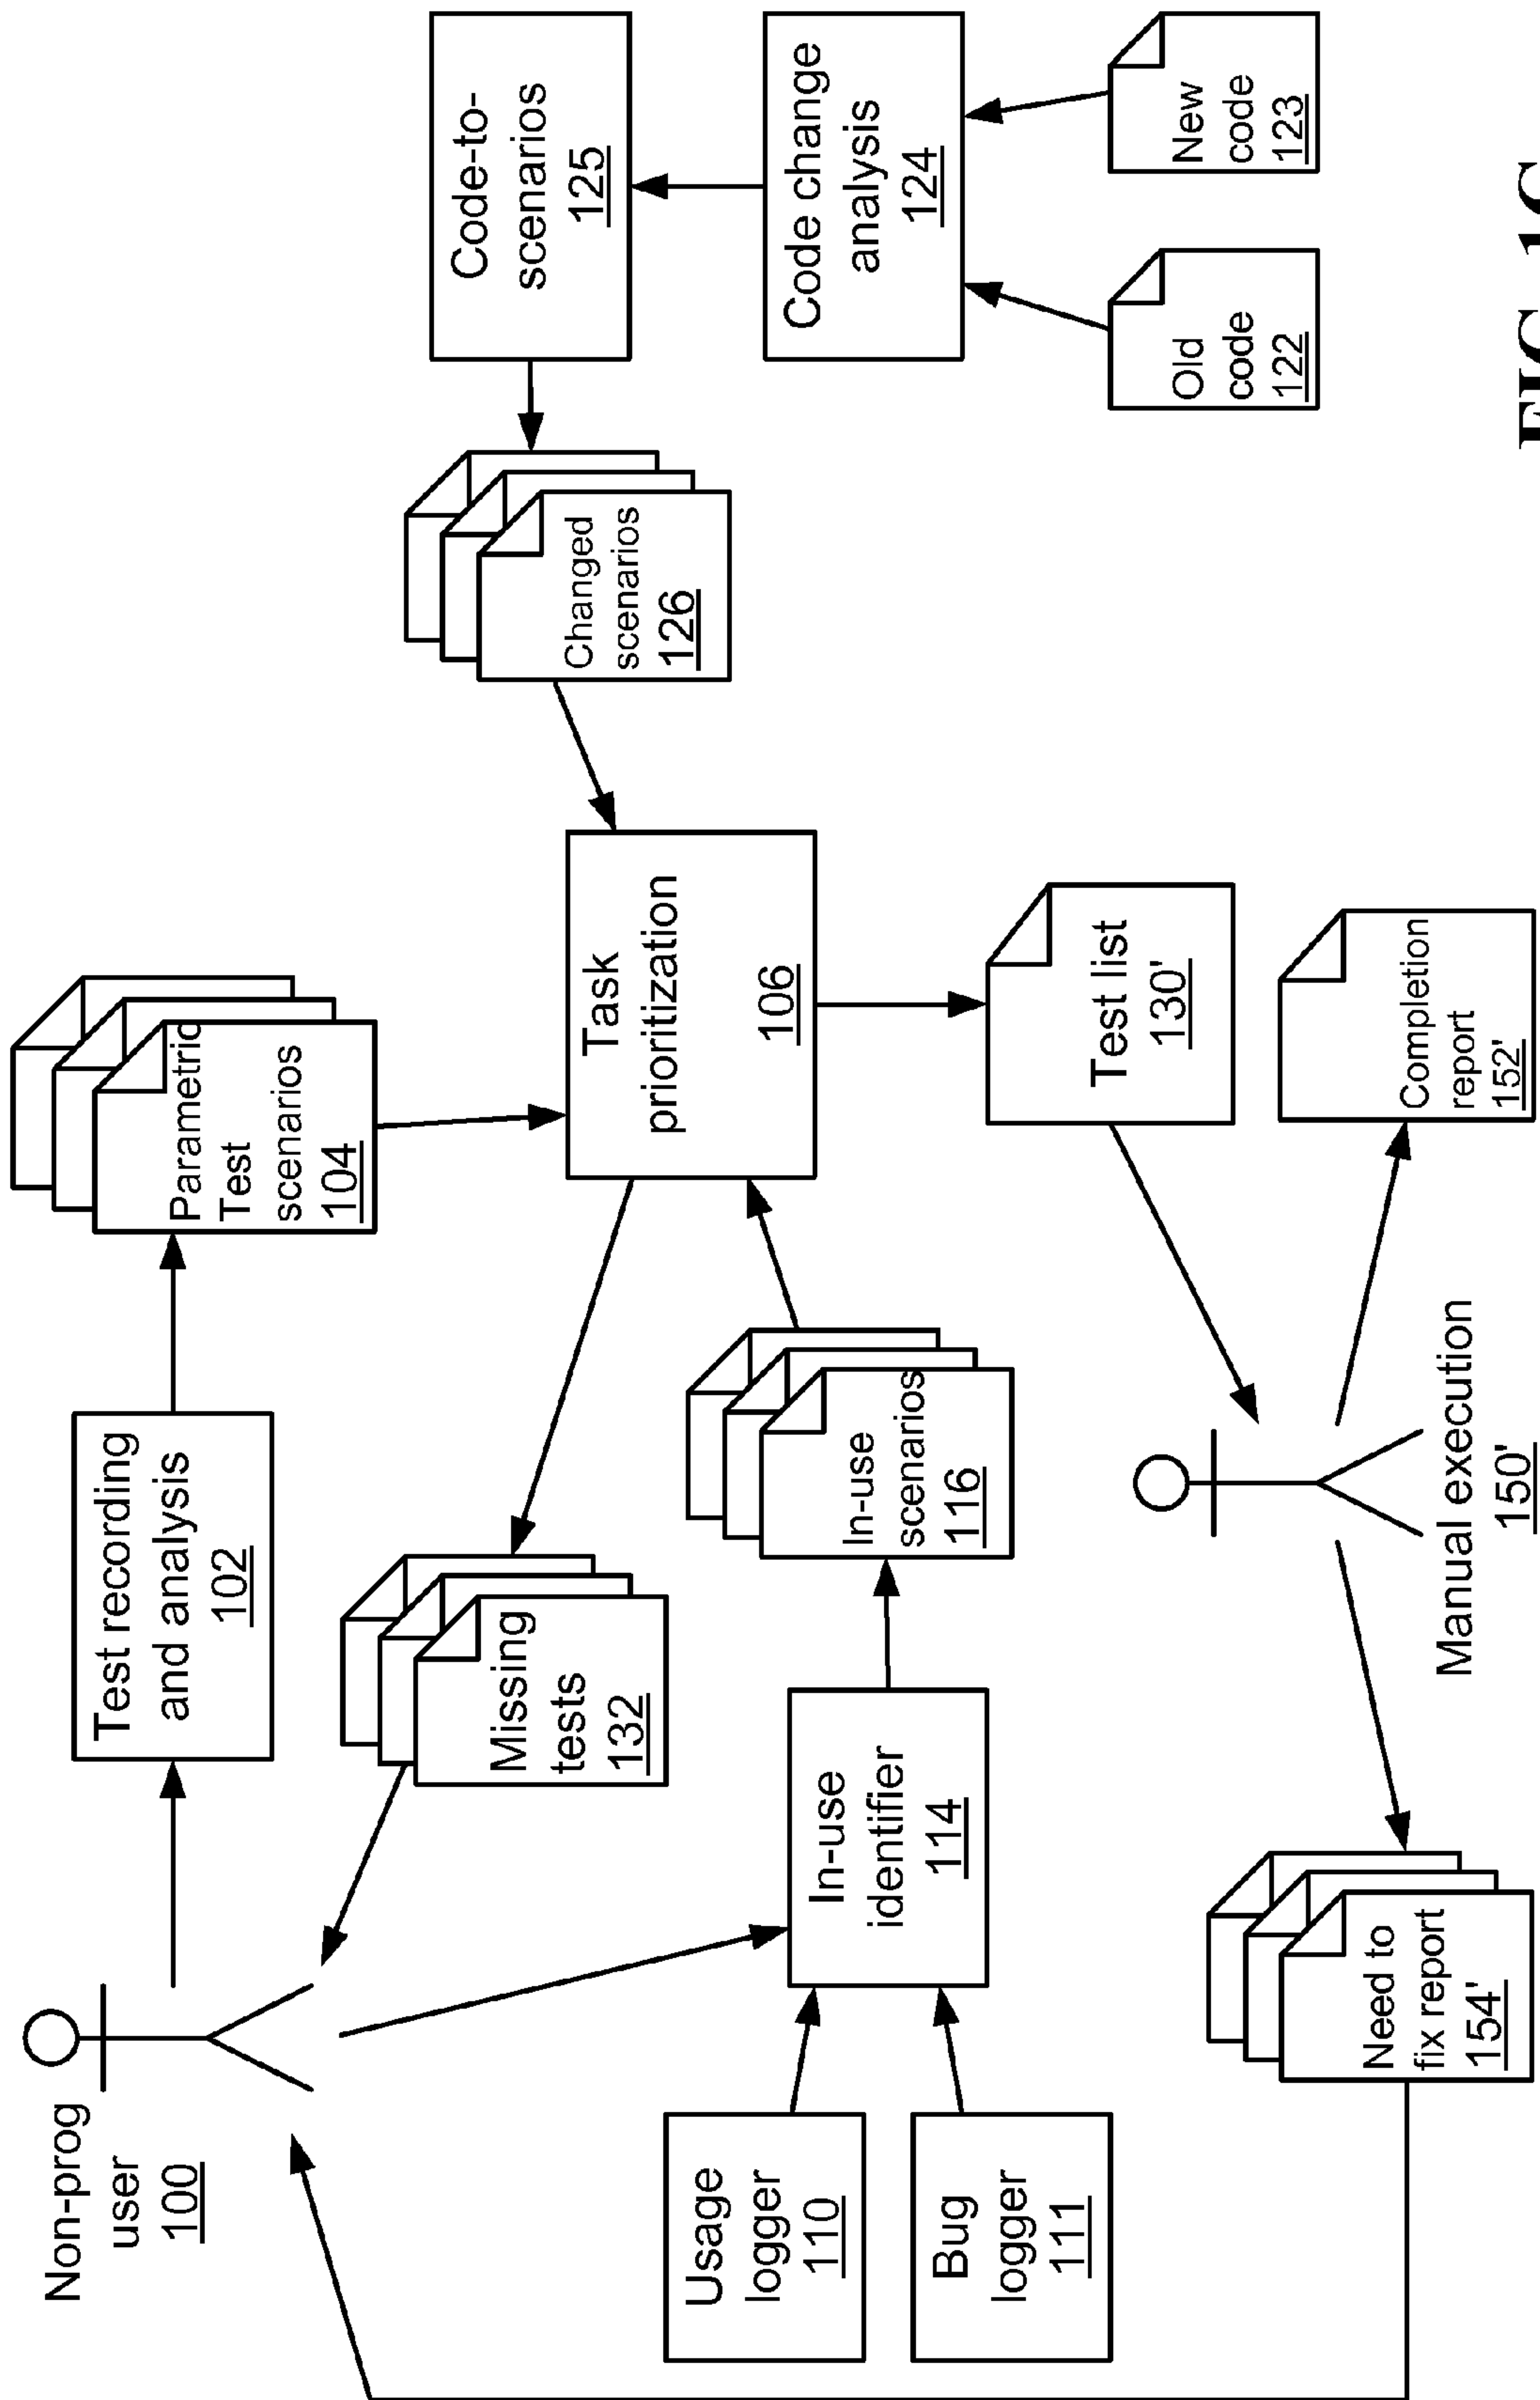 Non-prog
user
100
Test recording
and analysis
102
Parametric
Test
scenarios
104
Code-to-
scenarios
125
Changed
scenarios
126
Missing
tests
132
Task
prioritization
106
Code change
analysis
124
Usage
logger
110
In-use
identifier
114
In-use
scenarios
116
Bug
logger
111
Test list
130'
Old
code
122
New
code
123
Need to
fix report
154'
Manual execution
150'
Completion
report
152'
FIG. 1C